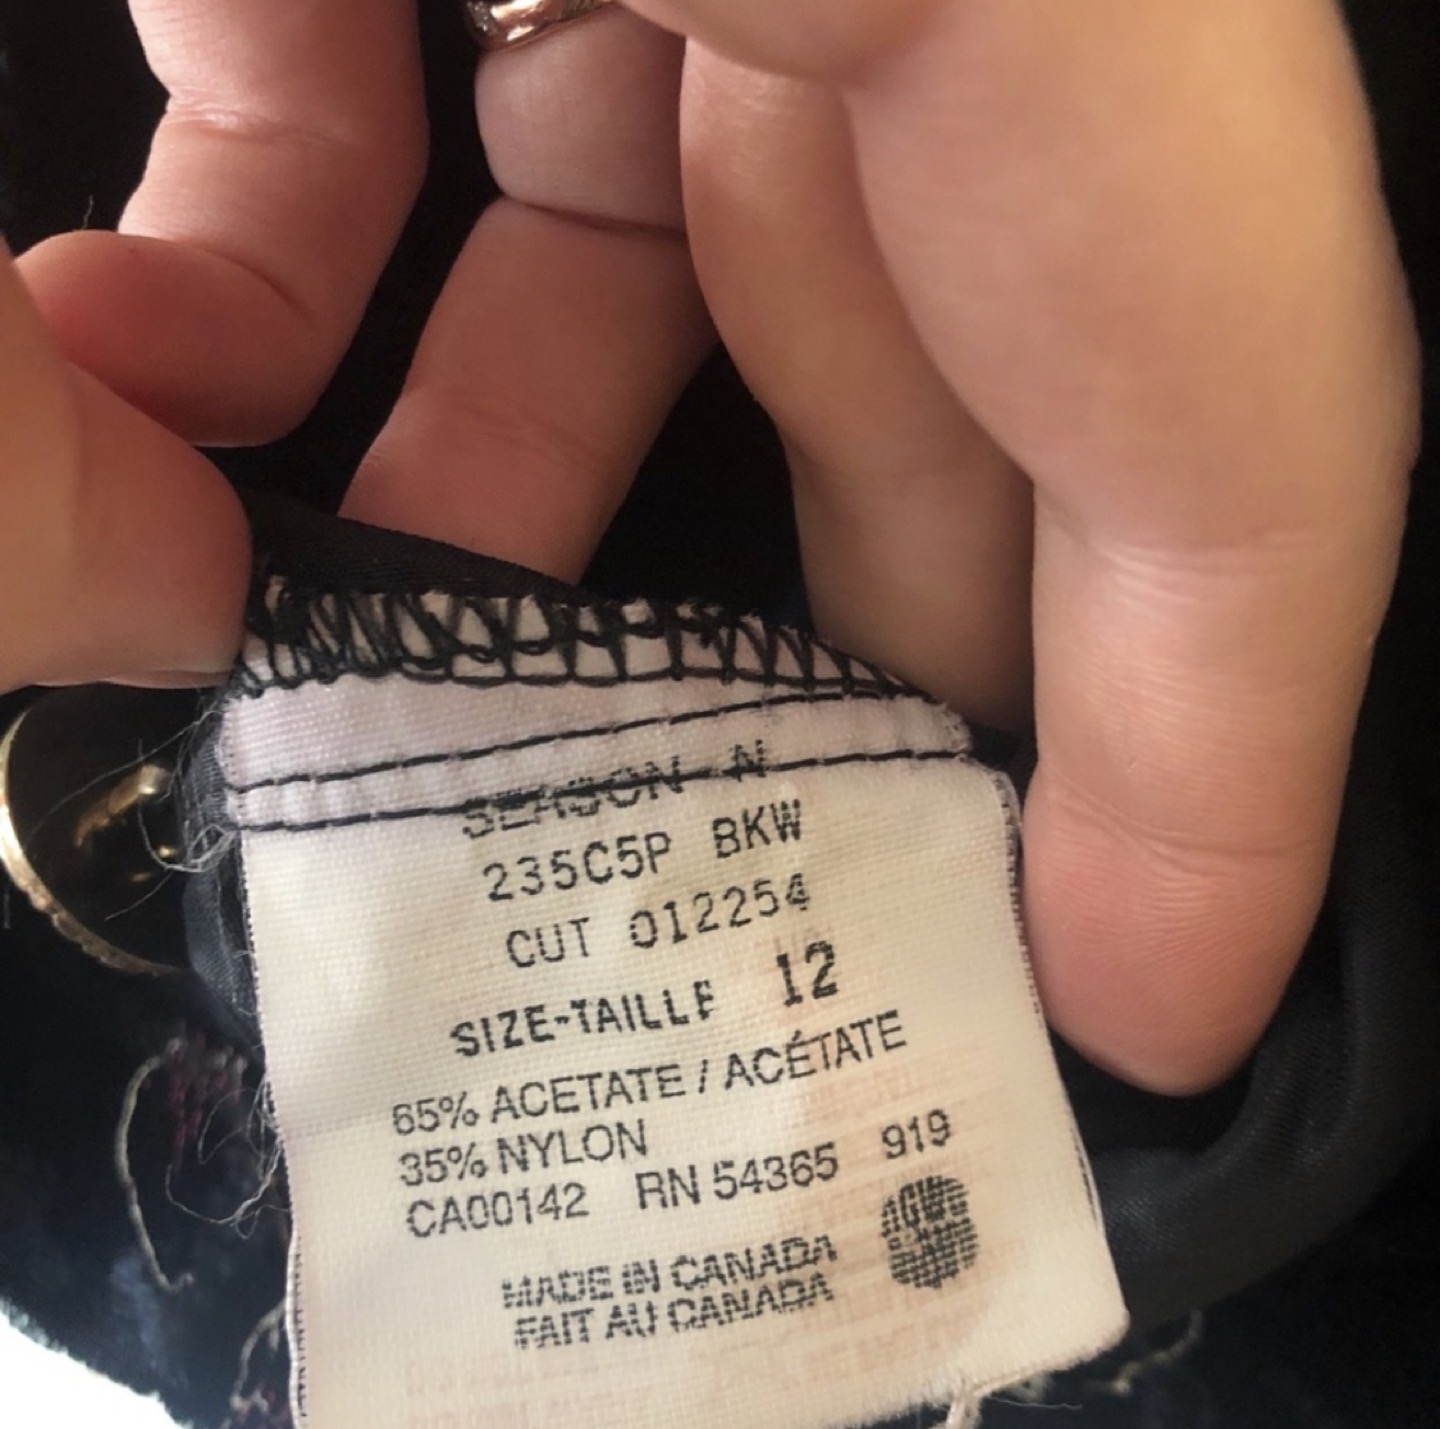 SEASON N
235C5P BKW
CUT 012254
SIZE-TAILLE 12
65% ACETATE / ACÉTATE
35% NYLON
CA00142 RN 54365 919
MADE IN CANADA
FAIT AU CANADA